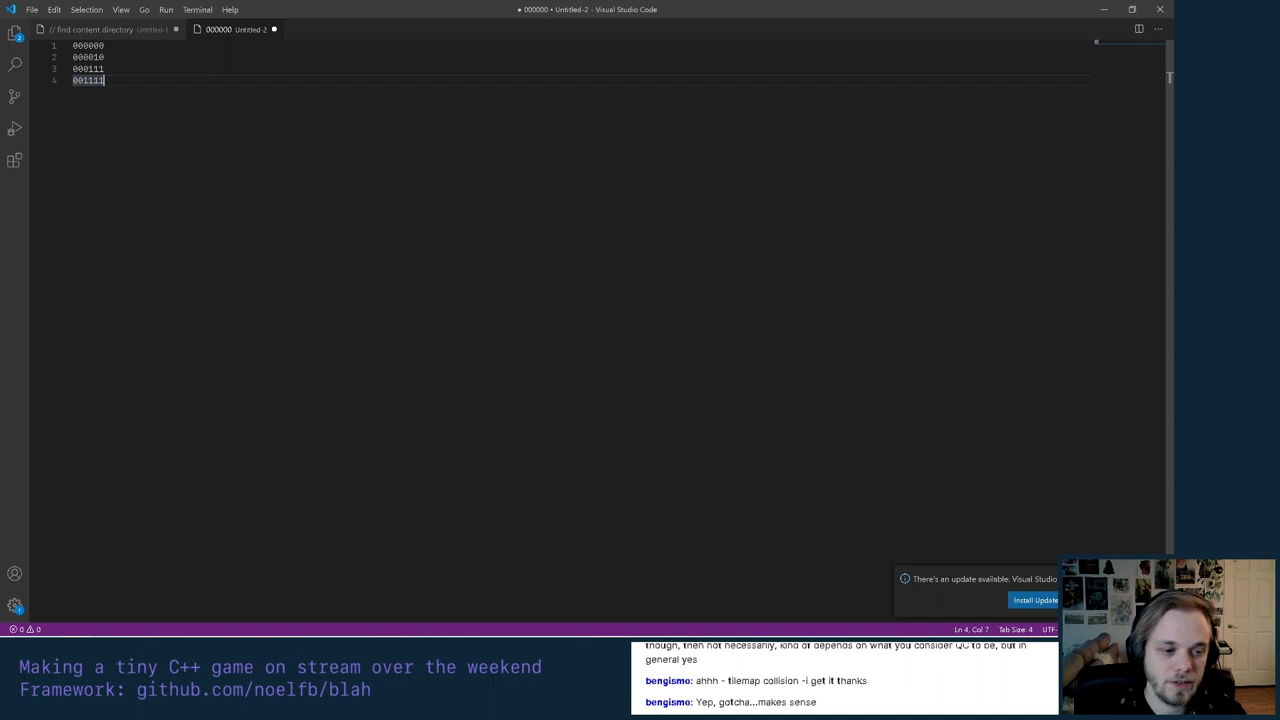 File Edit Selection View Go Run Terminal Help
● 000000 • Untitled-2 - Visual Studio Code
// find content directory Untitled-1 ●
000000 Untitled-2 ●
1 000000
2 000010
3 000111
4 001111
There's an update available: Visual Studio
Install Update
0 0
Ln 4, Col 7 Tab Size: 4 UTF-
Making a tiny C++ game on stream over the weekend
Framework: github.com/noelfb/blah
though, then not necessarily, kind of depends on what you consider QC to be, but in
general yes
bengismo: ahhh - tilemap collision -i get it thanks
bengismo: Yep, gotcha...makes sense